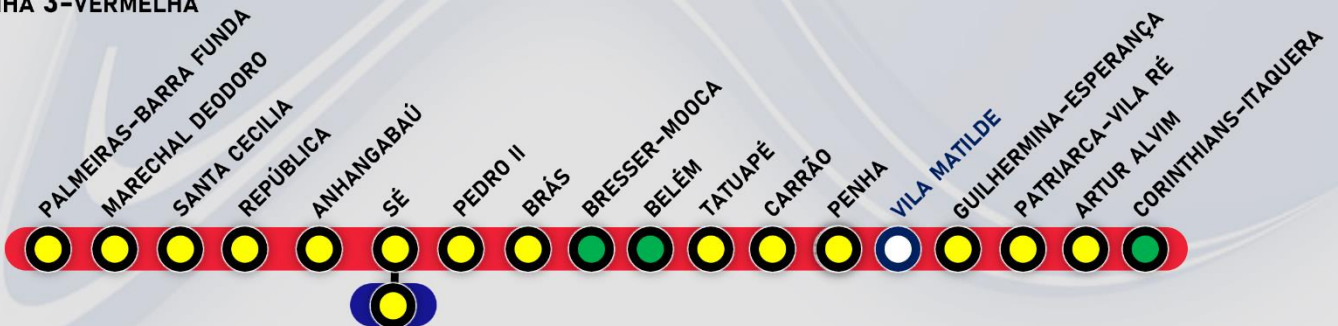 3-VERMELHA
PALMEIRAS-BARRA FUNDA
MARECHAL DEODORO
SANTA CECILIA
REPÚBLICA
ANHANGABAÚ
SÉ
PEDRO II
BRÁS
BRESSER-MOOCA
BELÉM
TATUAPÉ
CARRÃO
PENHA
VILA MATILDE
GUILHERMINA-ESPERANÇA
PATRIARCA-VILA RÉ
ARTUR ALVIM
CORINTHIANS-ITAQUERA